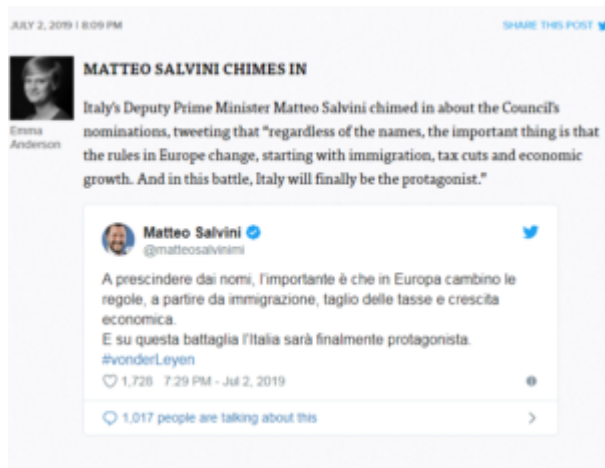 JULY 2, 2019 I 8:09 PM
SHARE THIS POST
Emma
Anderson
MATTEO SALVINI CHIMES IN
Italy's Deputy Prime Minister Matteo Salvini chimed in about the Council's
nominations, tweeting that "regardless of the names, the important thing is that
the rules in Europe change, starting with immigration, tax cuts and economic
growth. And in this battle, Italy will finally be the protagonist."
Matteo Salvini
@matteosalvinimi
A prescindere dai nomi, l'importante è che in Europa cambino le
regole, a partire da immigrazione, taglio delle tasse e crescita
economica.
E su questa battaglia l'Italia sarà finalmente protagonista.
#vonderLeyen
1,728 7:29 PM - Jul 2, 2019
1,017 people are talking about this